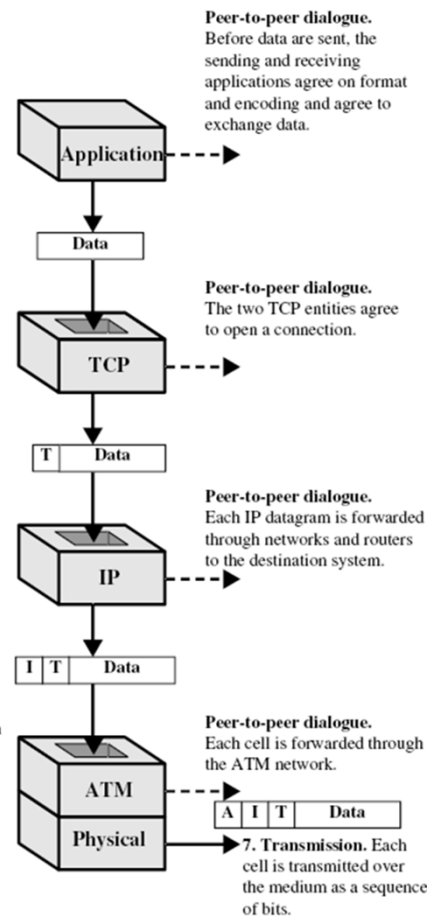 Peer-to-peer dialogue.
Before data are sent, the
sending and receiving
applications agree on format
and encoding and agree to
exchange data.
Application
Data
Peer-to-peer dialogue.
The two TCP entities agree
to open a connection.
TCP
T Data
Peer-to-peer dialogue.
Each IP datagram is forwarded
through networks and routers
to the destination system.
IP
I T Data
Peer-to-peer dialogue.
Each cell is forwarded through
the ATM network.
ATM
A I T Data
Physical
7. Transmission. Each
cell is transmitted over
the medium as a sequence
of bits.